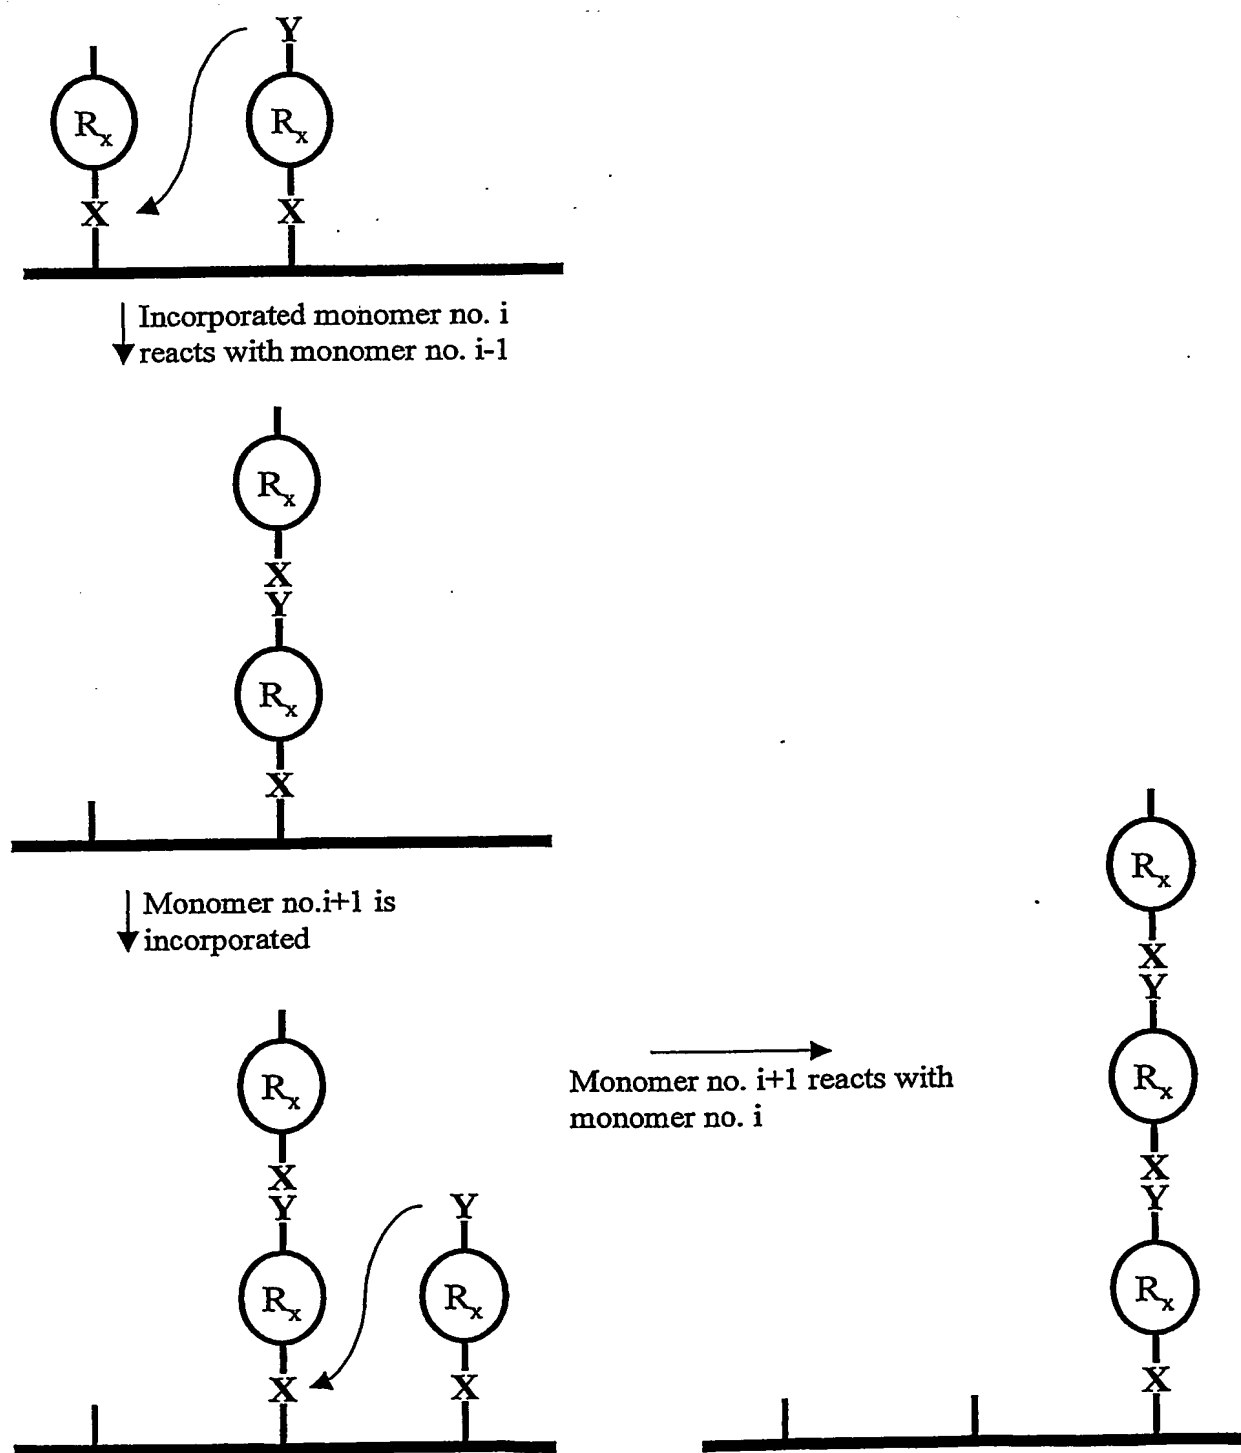 Y
Rₓ Rₓ
X X
Incorporated monomer no. i
reacts with monomer no. i-1
Rₓ
X
Y
Rₓ
X
Monomer no.i+1 is
incorporated
Rₓ
X
Y
Y
Rₓ Rₓ
X X
Monomer no. i+1 reacts with
monomer no. i
Rₓ
X
Y
Rₓ
X
Y
Rₓ
X